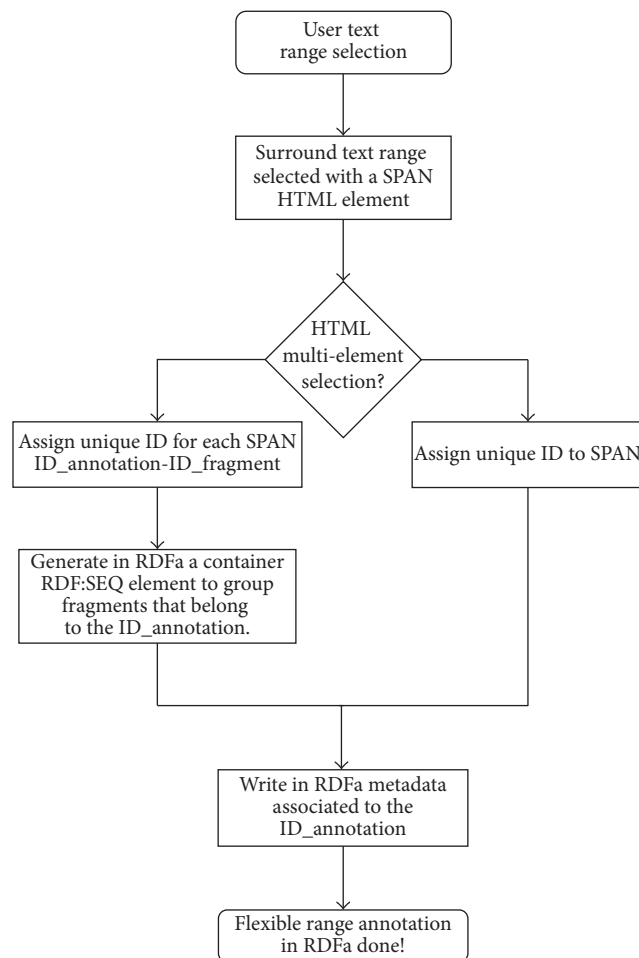 User text
range selection
Surround text range
selected with a SPAN
HTML element
HTML
multi-element
selection?
Assign unique ID for each SPAN
ID_annotation-ID_fragment
Assign unique ID to SPAN
Generate in RDFa a container
RDF:SEQ element to group
fragments that belong
to the ID_annotation.
Write in RDFa metadata
associated to the
ID_annotation
Flexible range annotation
in RDFa done!